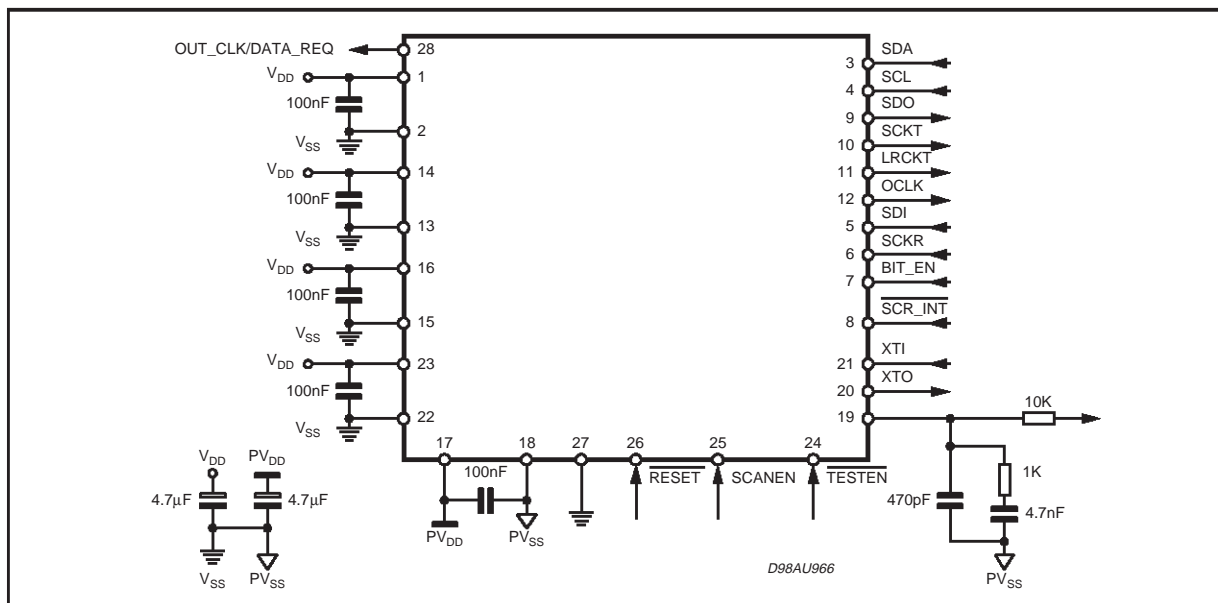 OUT_CLK/DATA_REQ
28
VDD
1
100nF
VSS
2
VDD
14
100nF
VSS
13
VDD
16
100nF
VSS
15
VDD
23
100nF
VSS
22
3
SDA
4
SCL
9
SDO
10
SCKT
11
LRCKT
12
OCLK
5
SDI
6
SCKR
7
BIT_EN
8
SCR_INT
21
XTI
20
XTO
19
10K
17
18
27
26
25
24
100nF
RESET
SCANEN
TESTEN
PVDD
PVSS
VDD
PVDD
4.7µF
4.7µF
VSS
PVSS
470pF
1K
4.7nF
PVSS
D98AU966